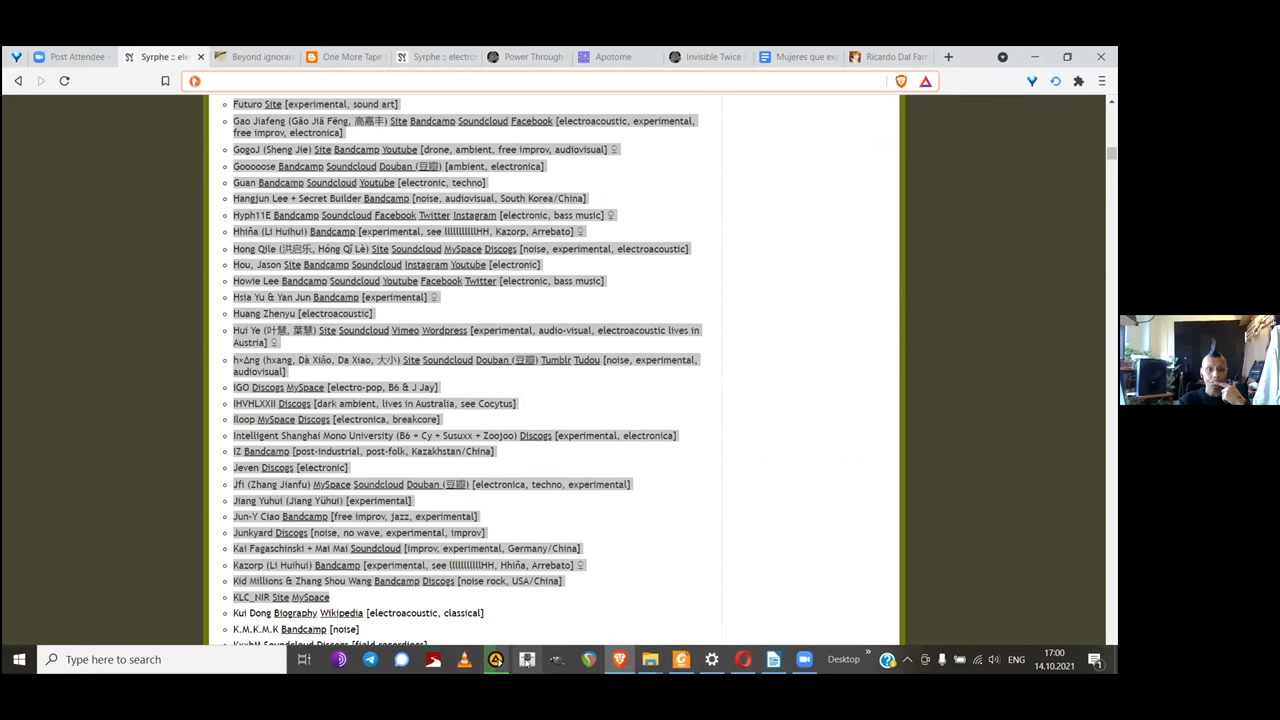 Post Attendee
Syrphe :: ele
Beyond ignoran
One More Tape
Syrphe :: electro
Power Through
Apotome
Invisible Twice ::
Mujeres que exp
Ricardo Dal Farr
Futuro Site [experimental, sound art]
Gao Jiafeng (Gāo Jiā Fēng, 高嘉丰) Site Bandcamp Soundcloud Facebook [electroacoustic, experimental,
free improv, electronica]
GogoJ (Sheng Jie) Site Bandcamp Youtube [drone, ambient, free improv, audiovisual] ♀
Gooooose Bandcamp Soundcloud Douban (豆瓣) [ambient, electronica]
Guan Bandcamp Soundcloud Youtube [electronic, techno]
Hangjun Lee + Secret Builder Bandcamp [noise, audiovisual, South Korea/China]
Hyph11E Bandcamp Soundcloud Facebook Twitter Instagram [electronic, bass music] ♀
Hhiña (Li Huihui) Bandcamp [experimental, see lllllllllllHH, Kazorp, Arrebato] ♀
Hong Qile (洪启乐, Hóng Qǐ Lè) Site Soundcloud MySpace Discogs [noise, experimental, electroacoustic]
Hou, Jason Site Bandcamp Soundcloud Instagram Youtube [electronic]
Howie Lee Bandcamp Soundcloud Youtube Facebook Twitter [electronic, bass music]
Hsia Yu & Yan Jun Bandcamp [experimental] ♀
Huang Zhenyu [electroacoustic]
Hui Ye (叶慧, 葉慧) Site Soundcloud Vimeo Wordpress [experimental, audio-visual, electroacoustic lives in
Austria] ♀
h×Δng (hxang, Dà Xiǎo, Da Xiao, 大小) Site Soundcloud Douban (豆瓣) Tumblr Tudou [noise, experimental,
audiovisual]
IGO Discogs MySpace [electro-pop, B6 & J Jay]
IHVHLXXII Discogs [dark ambient, lives in Australia, see Cocytus]
Iloop MySpace Discogs [electronica, breakcore]
Intelligent Shanghai Mono University (B6 + Cy + Susuxx + Zoojoo) Discogs [experimental, electronica]
IZ Bandcamp [post-industrial, post-folk, Kazakhstan/China]
Jeven Discogs [electronic]
Jfi (Zhang Jianfu) MySpace Soundcloud Douban (豆瓣) [electronica, techno, experimental]
Jiang Yuhui (Jiang Yühui) [experimental]
Jun-Y Ciao Bandcamp [free improv, jazz, experimental]
Junkyard Discogs [noise, no wave, experimental, improv]
Kai Fagaschinski + Mai Mai Soundcloud [improv, experimental, Germany/China]
Kazorp (Li Huihui) Bandcamp [experimental, see lllllllllllHH, Hhiña, Arrebato] ♀
Kid Millions & Zhang Shou Wang Bandcamp Discogs [noise rock, USA/China]
KLC_NIR Site MySpace
Kui Dong Biography Wikipedia [electroacoustic, classical]
K.M.K.M.K Bandcamp [noise]
Soundcloud Discogs [field recordings]
Type here to search
Desktop
ENG
17:00
14.10.2021